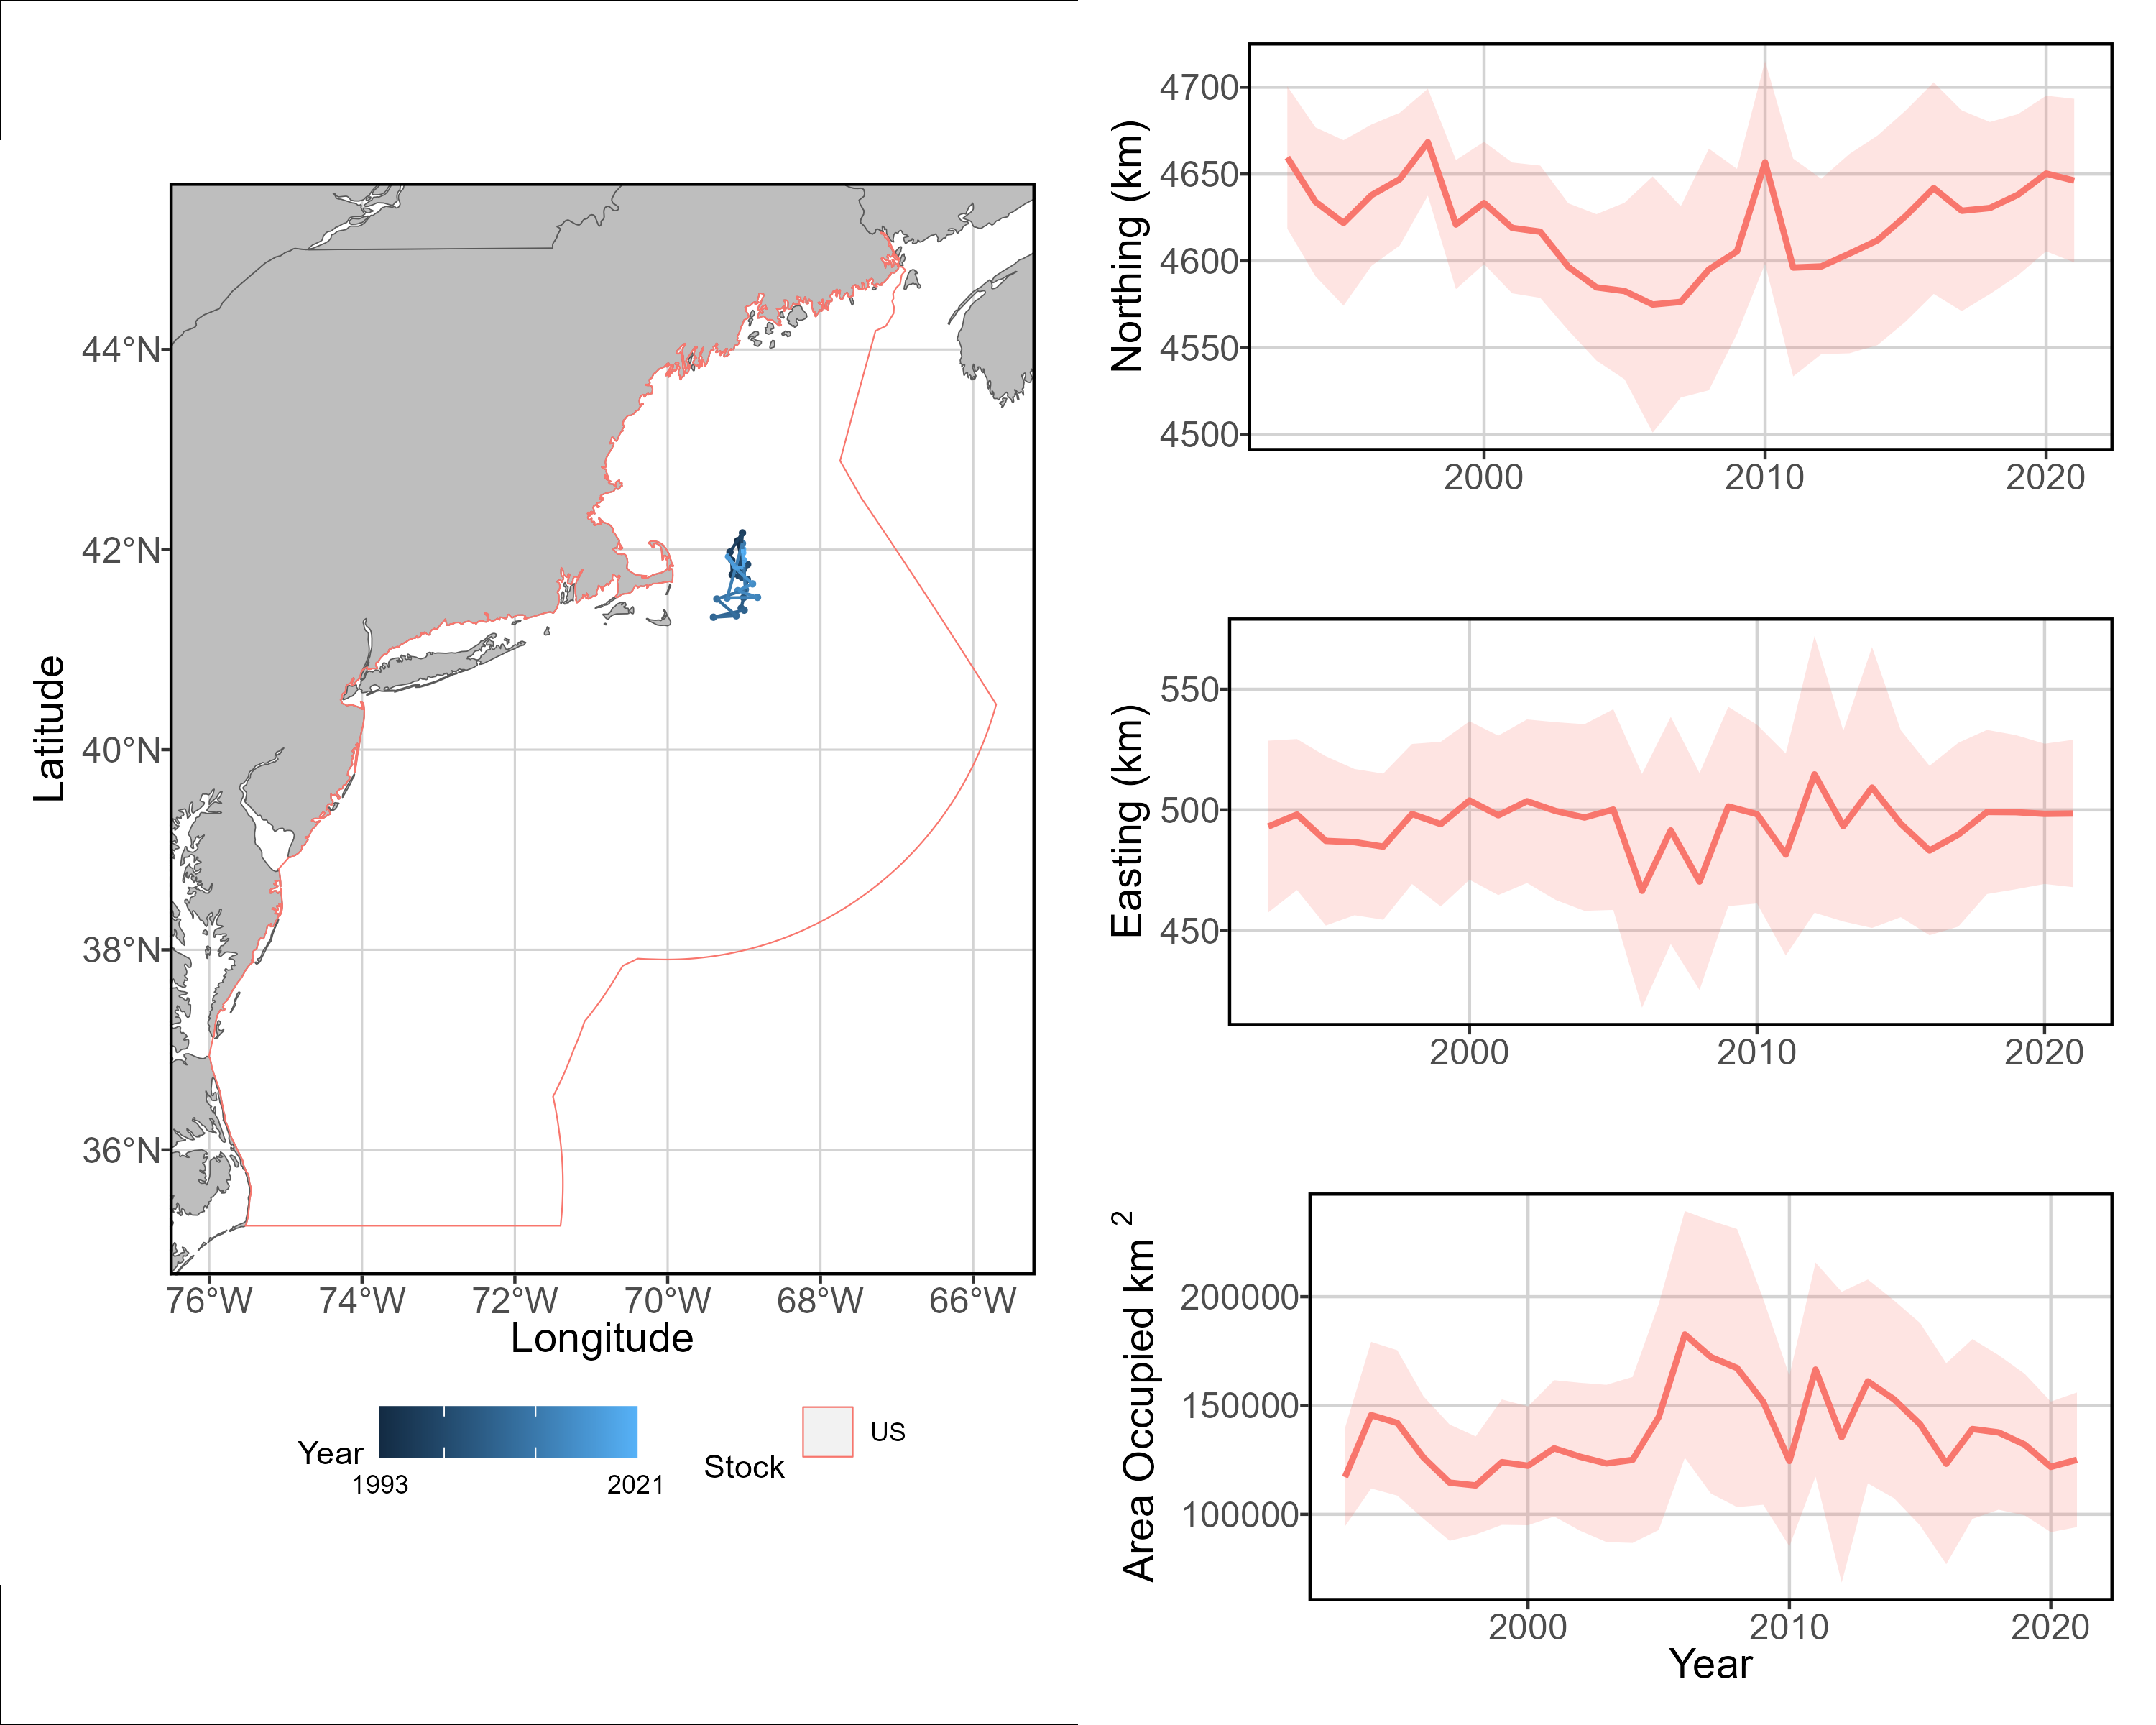 44°N
42°N
40°N
38°N
36°N
Latitude
76°W 74°W 72°W 70°W 68°W 66°W
Longitude
Year
1993 2021
Stock
US
Northing (km)
4700
4650
4600
4550
4500
2000 2010 2020
Easting (km)
550
500
450
2000 2010 2020
Area Occupied km 2
200000
150000
100000
2000 2010 2020
Year